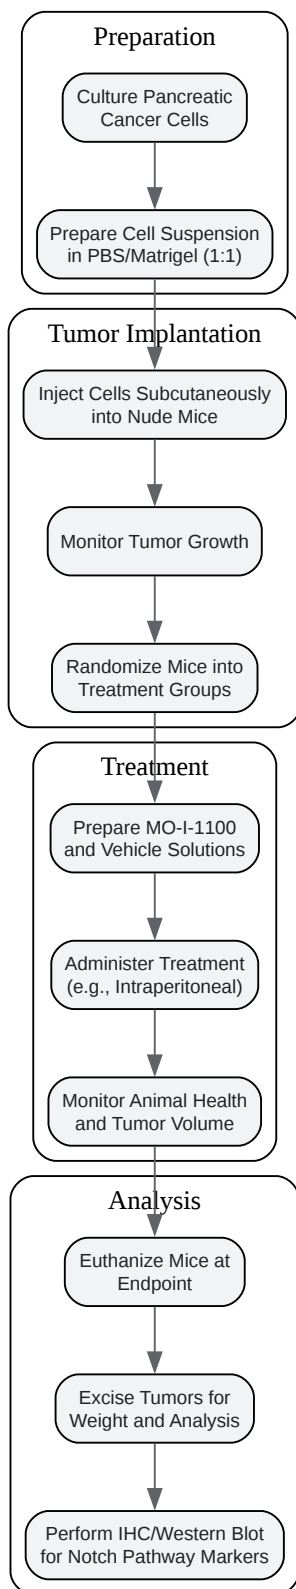 Preparation
Culture Pancreatic
Cancer Cells
Prepare Cell Suspension
in PBS/Matrigel (1:1)
Tumor Implantation
Inject Cells Subcutaneously
into Nude Mice
Monitor Tumor Growth
Randomize Mice into
Treatment Groups
Treatment
Prepare MO-I-1100
and Vehicle Solutions
Administer Treatment
(e.g., Intraperitoneal)
Monitor Animal Health
and Tumor Volume
Analysis
Euthanize Mice at
Endpoint
Excise Tumors for
Weight and Analysis
Perform IHC/Western Blot
for Notch Pathway Markers